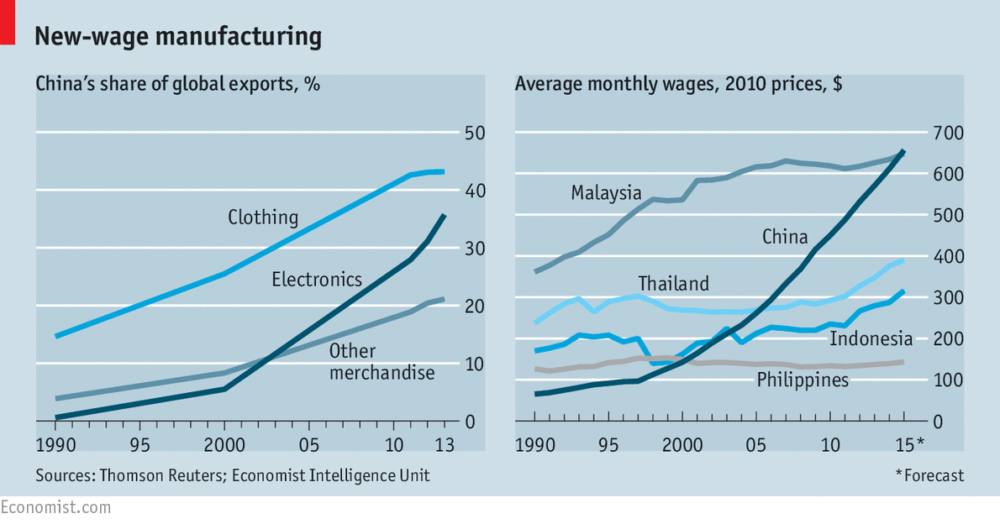 New-wage manufacturing
China's share of global exports, %
50
40
30
20
10
0
Clothing
Electronics
Other
merchandise
1990 95 2000 05 10 13
Average monthly wages, 2010 prices, $
700
600
500
400
300
200
100
0
Malaysia
China
Thailand
Indonesia
Philippines
1990 95 2000 05 10 15*
Sources: Thomson Reuters; Economist Intelligence Unit
*Forecast
Economist.com